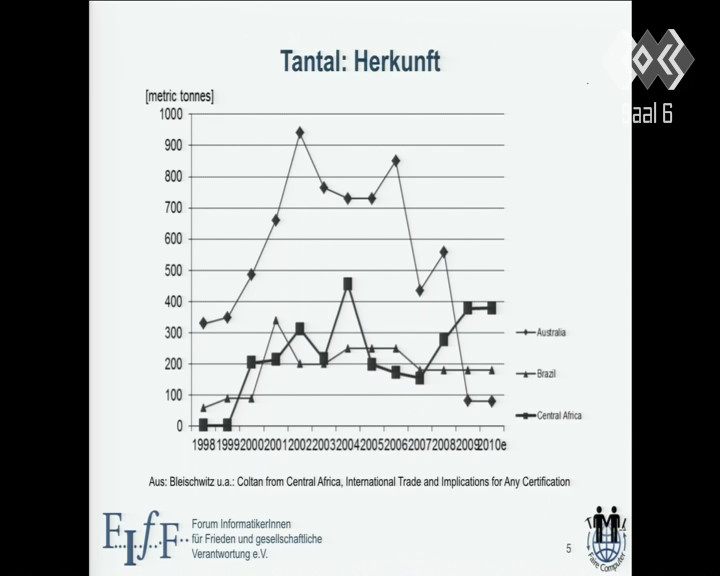 Tantal: Herkunft
Saal 6
[metric tonnes]
1000
900
800
700
600
500
400
300
200
100
0
1998 1999 2000 2001 2002 2003 2004 2005 2006 2007 2008 2009 2010e
Australia
Brazil
Central Africa
Aus: Bleischwitz u.a.: Coltan from Central Africa, International Trade and Implications for Any Certification
FIfF
Forum InformatikerInnen
für Frieden und gesellschaftliche
Verantwortung e.V.
5
Faire Computer